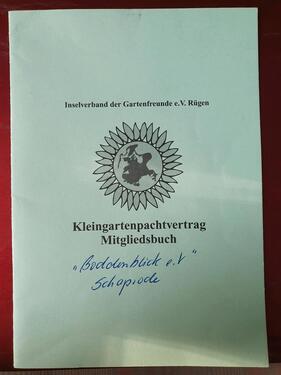 Inselverband der Gartenfreunde e.V. Rügen
Kleingartenpachtvertrag
Mitgliedsbuch
„Boddenblick e.V"
Schaprode